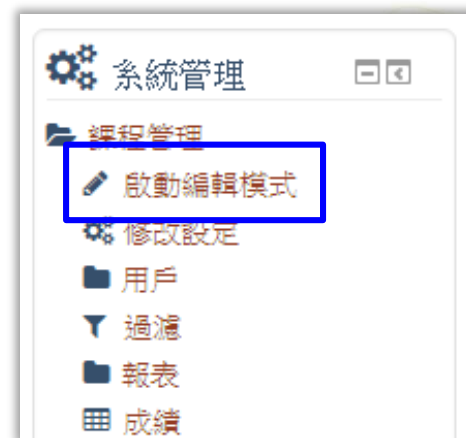 系統管理
課程管理
啟動編輯模式
修改設定
用戶
過濾
報表
成績